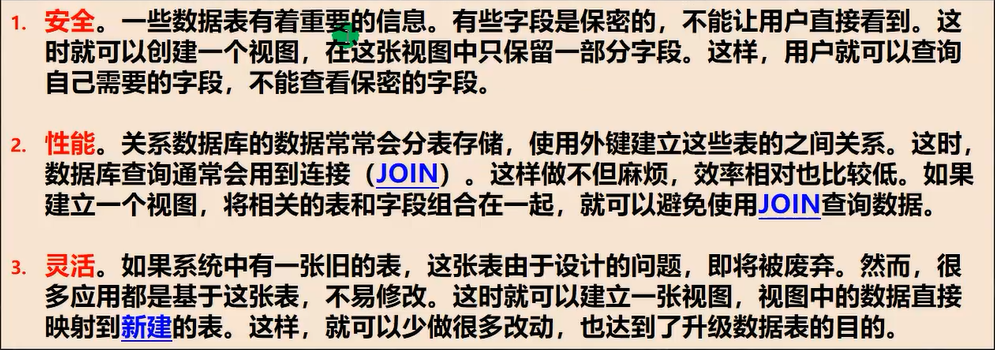 1. 安全。一些数据表有着重要的信息。有些字段是保密的，不能让用户直接看到。这
时就可以创建一个视图，在这张视图中只保留一部分字段。这样，用户就可以查询
自己需要的字段，不能查看保密的字段。
2. 性能。关系数据库的数据常常会分表存储，使用外键建立这些表的之间关系。这时，
数据库查询通常会用到连接（JOIN）。这样做不但麻烦，效率相对也比较低。如果
建立一个视图，将相关的表和字段组合在一起，就可以避免使用JOIN查询数据。
3. 灵活。如果系统中有一张旧的表，这张表由于设计的问题，即将被废弃。然而，很
多应用都是基于这张表，不易修改。这时就可以建立一张视图，视图中的数据直接
映射到新建的表。这样，就可以少做很多改动，也达到了升级数据表的目的。